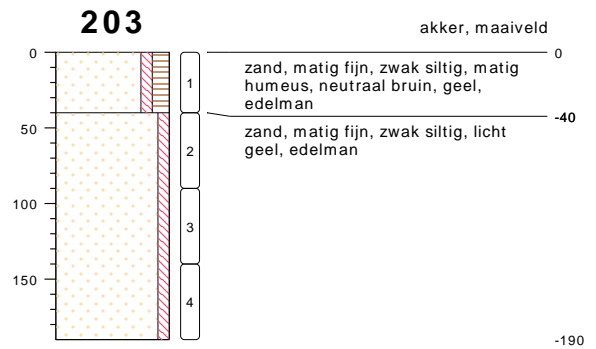 203
akker, maaiveld
0
0
zand, matig fijn, zwak siltig, matig
humeus, neutraal bruin, geel,
edelman
1
-40
50
zand, matig fijn, zwak siltig, licht
geel, edelman
2
100
3
150
4
-190